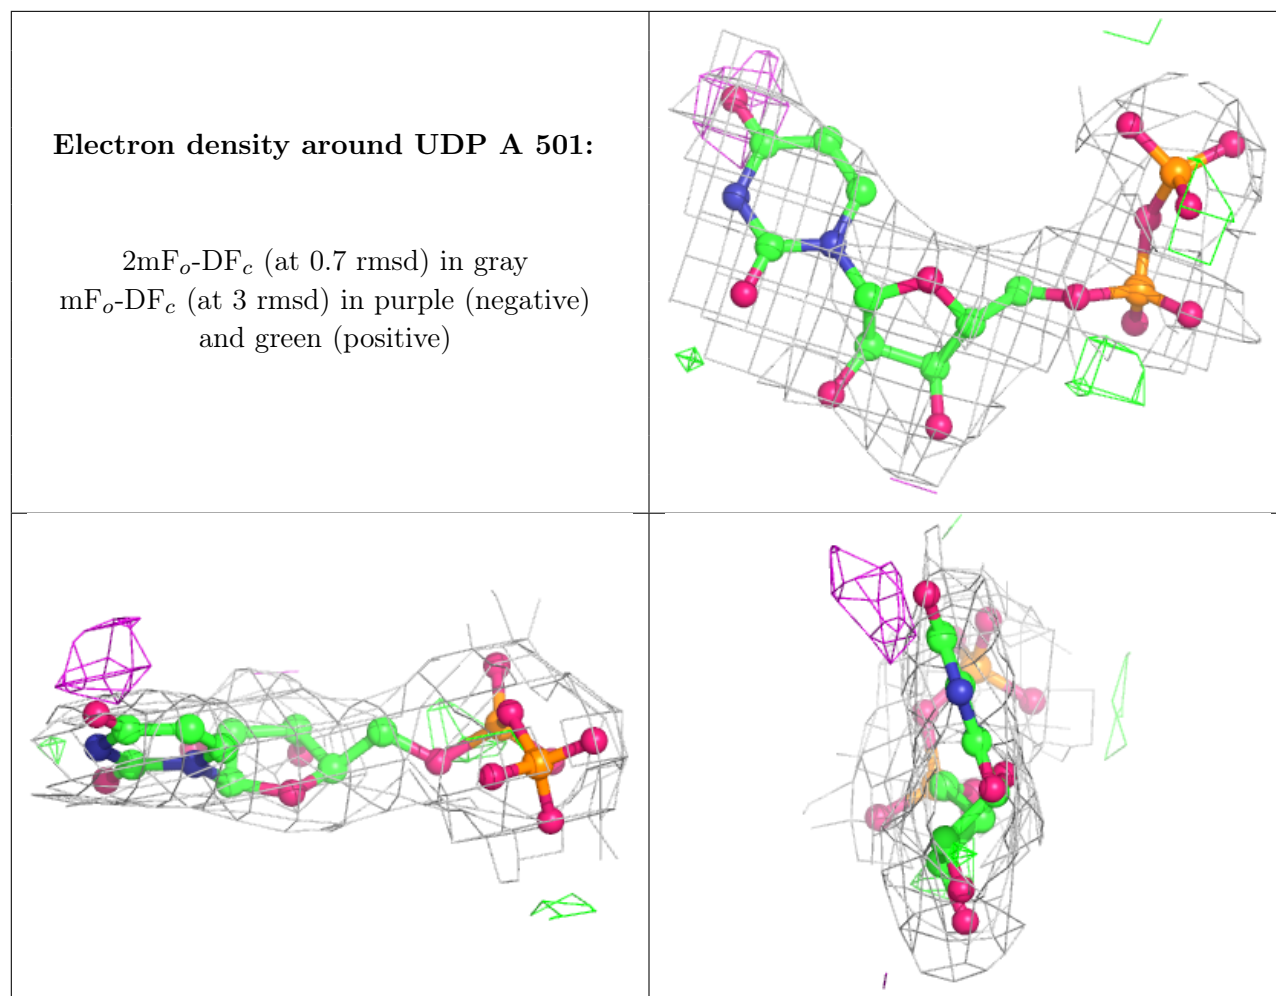 Electron density around UDP A 501:
2mFₒ-DF𝒸 (at 0.7 rmsd) in gray
mFₒ-DF𝒸 (at 3 rmsd) in purple (negative)
and green (positive)